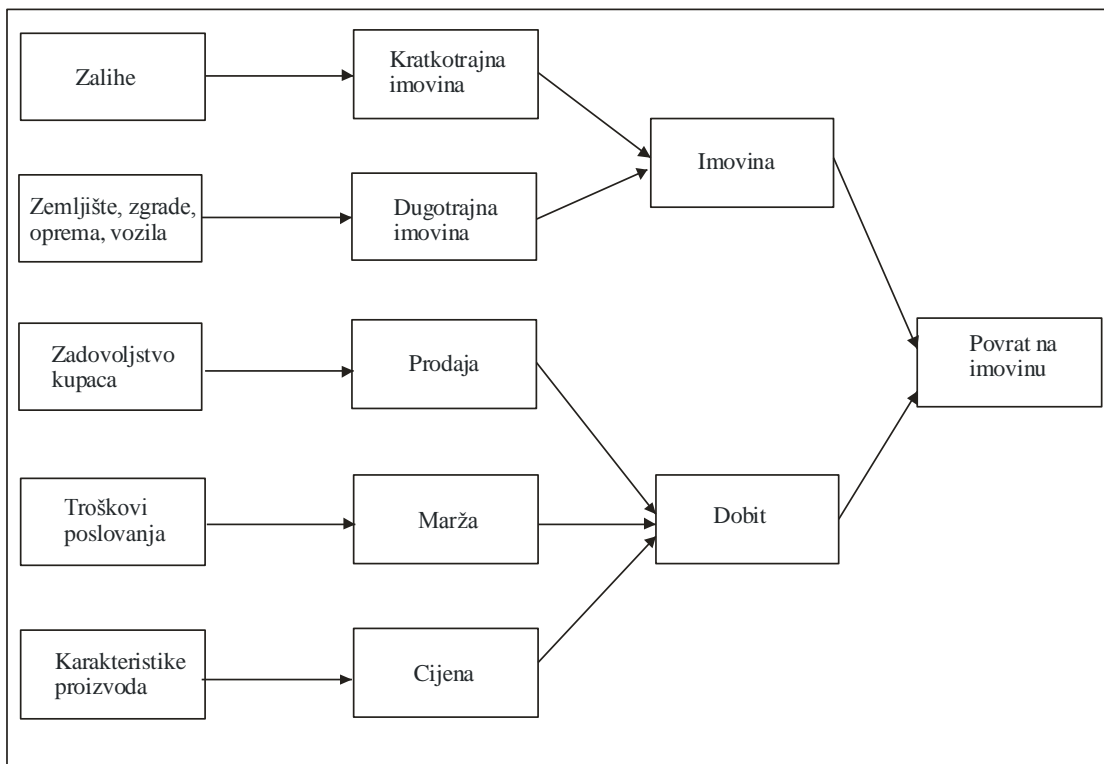 Zalihe
Kratkotrajna
imovina
Imovina
Zemljište, zgrade,
oprema, vozila
Dugotrajna
imovina
Zadovoljstvo
kupaca
Prodaja
Povrat na
imovinu
Troškovi
poslovanja
Marža
Dobit
Karakteristike
proizvoda
Cijena